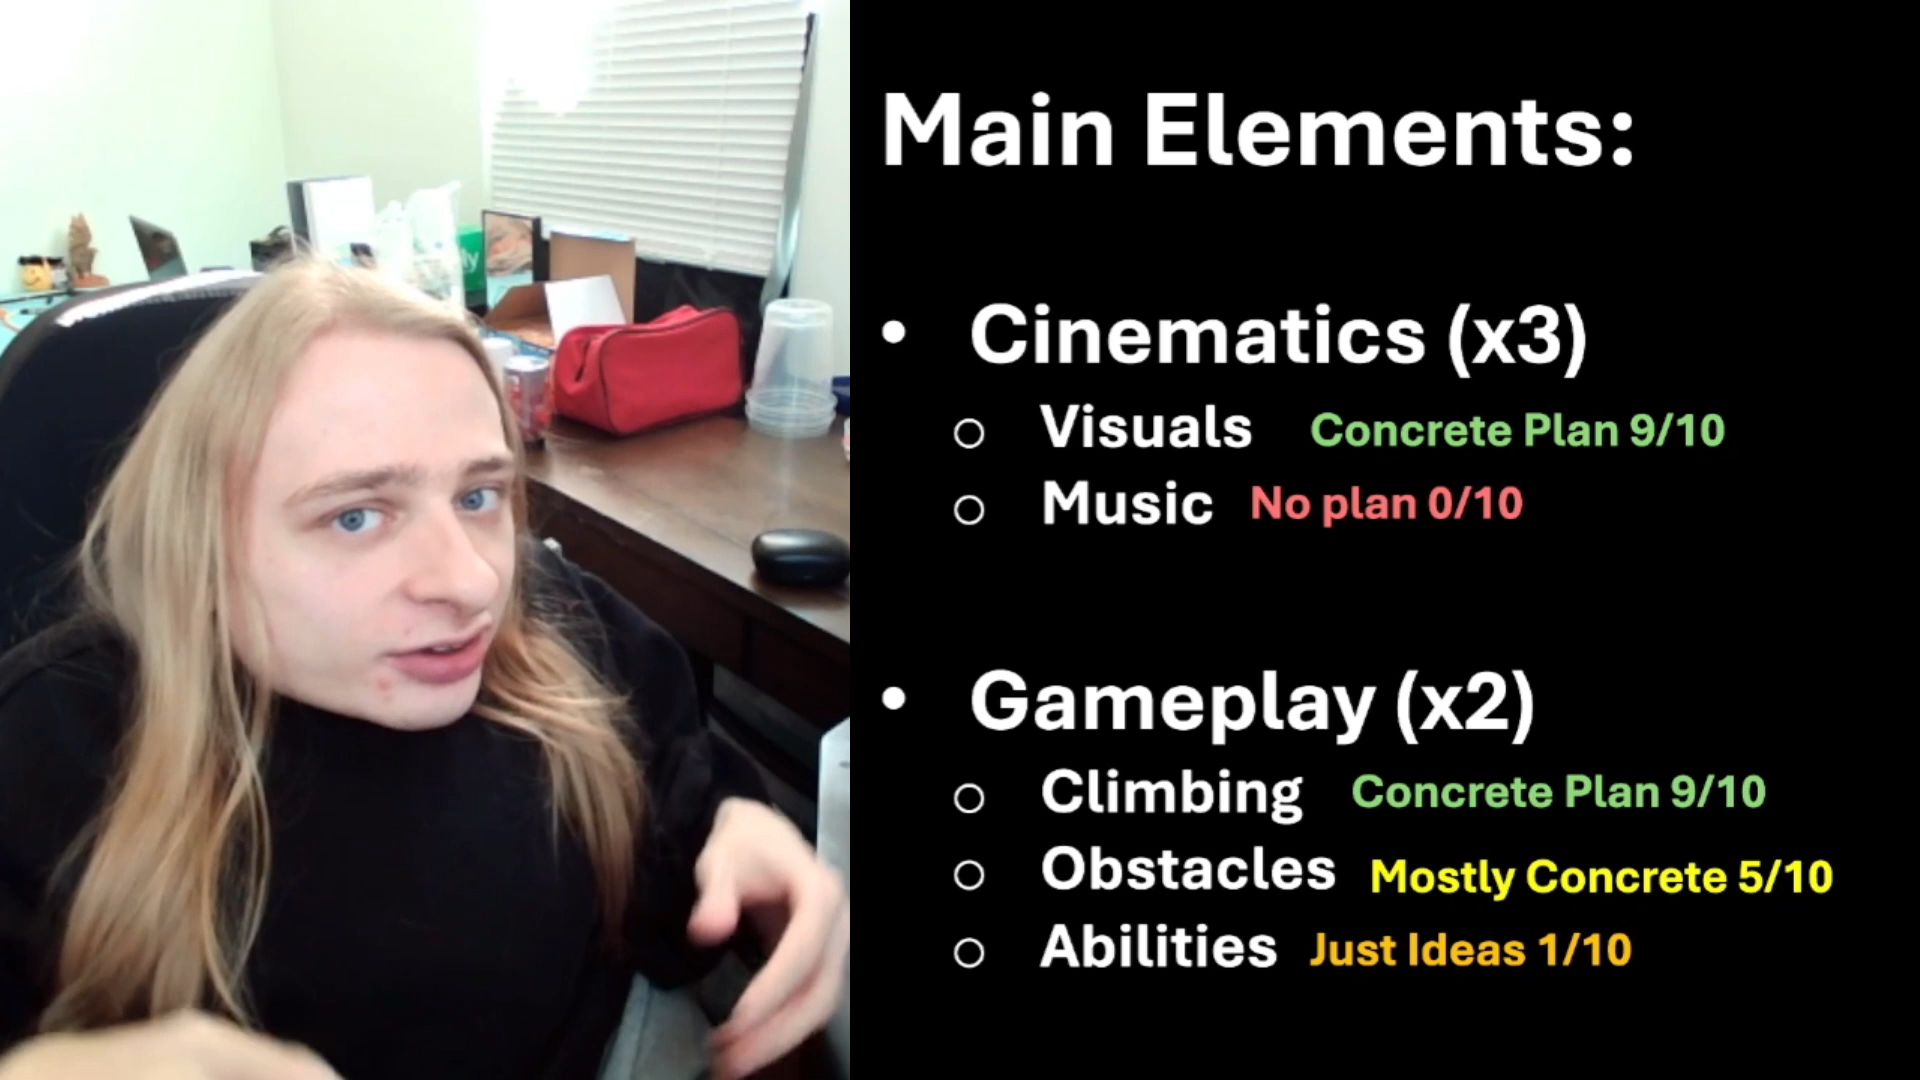 Main Elements:
• Cinematics (x3)
○ Visuals Concrete Plan 9/10
○ Music No plan 0/10
• Gameplay (x2)
○ Climbing Concrete Plan 9/10
○ Obstacles Mostly Concrete 5/10
○ Abilities Just Ideas 1/10